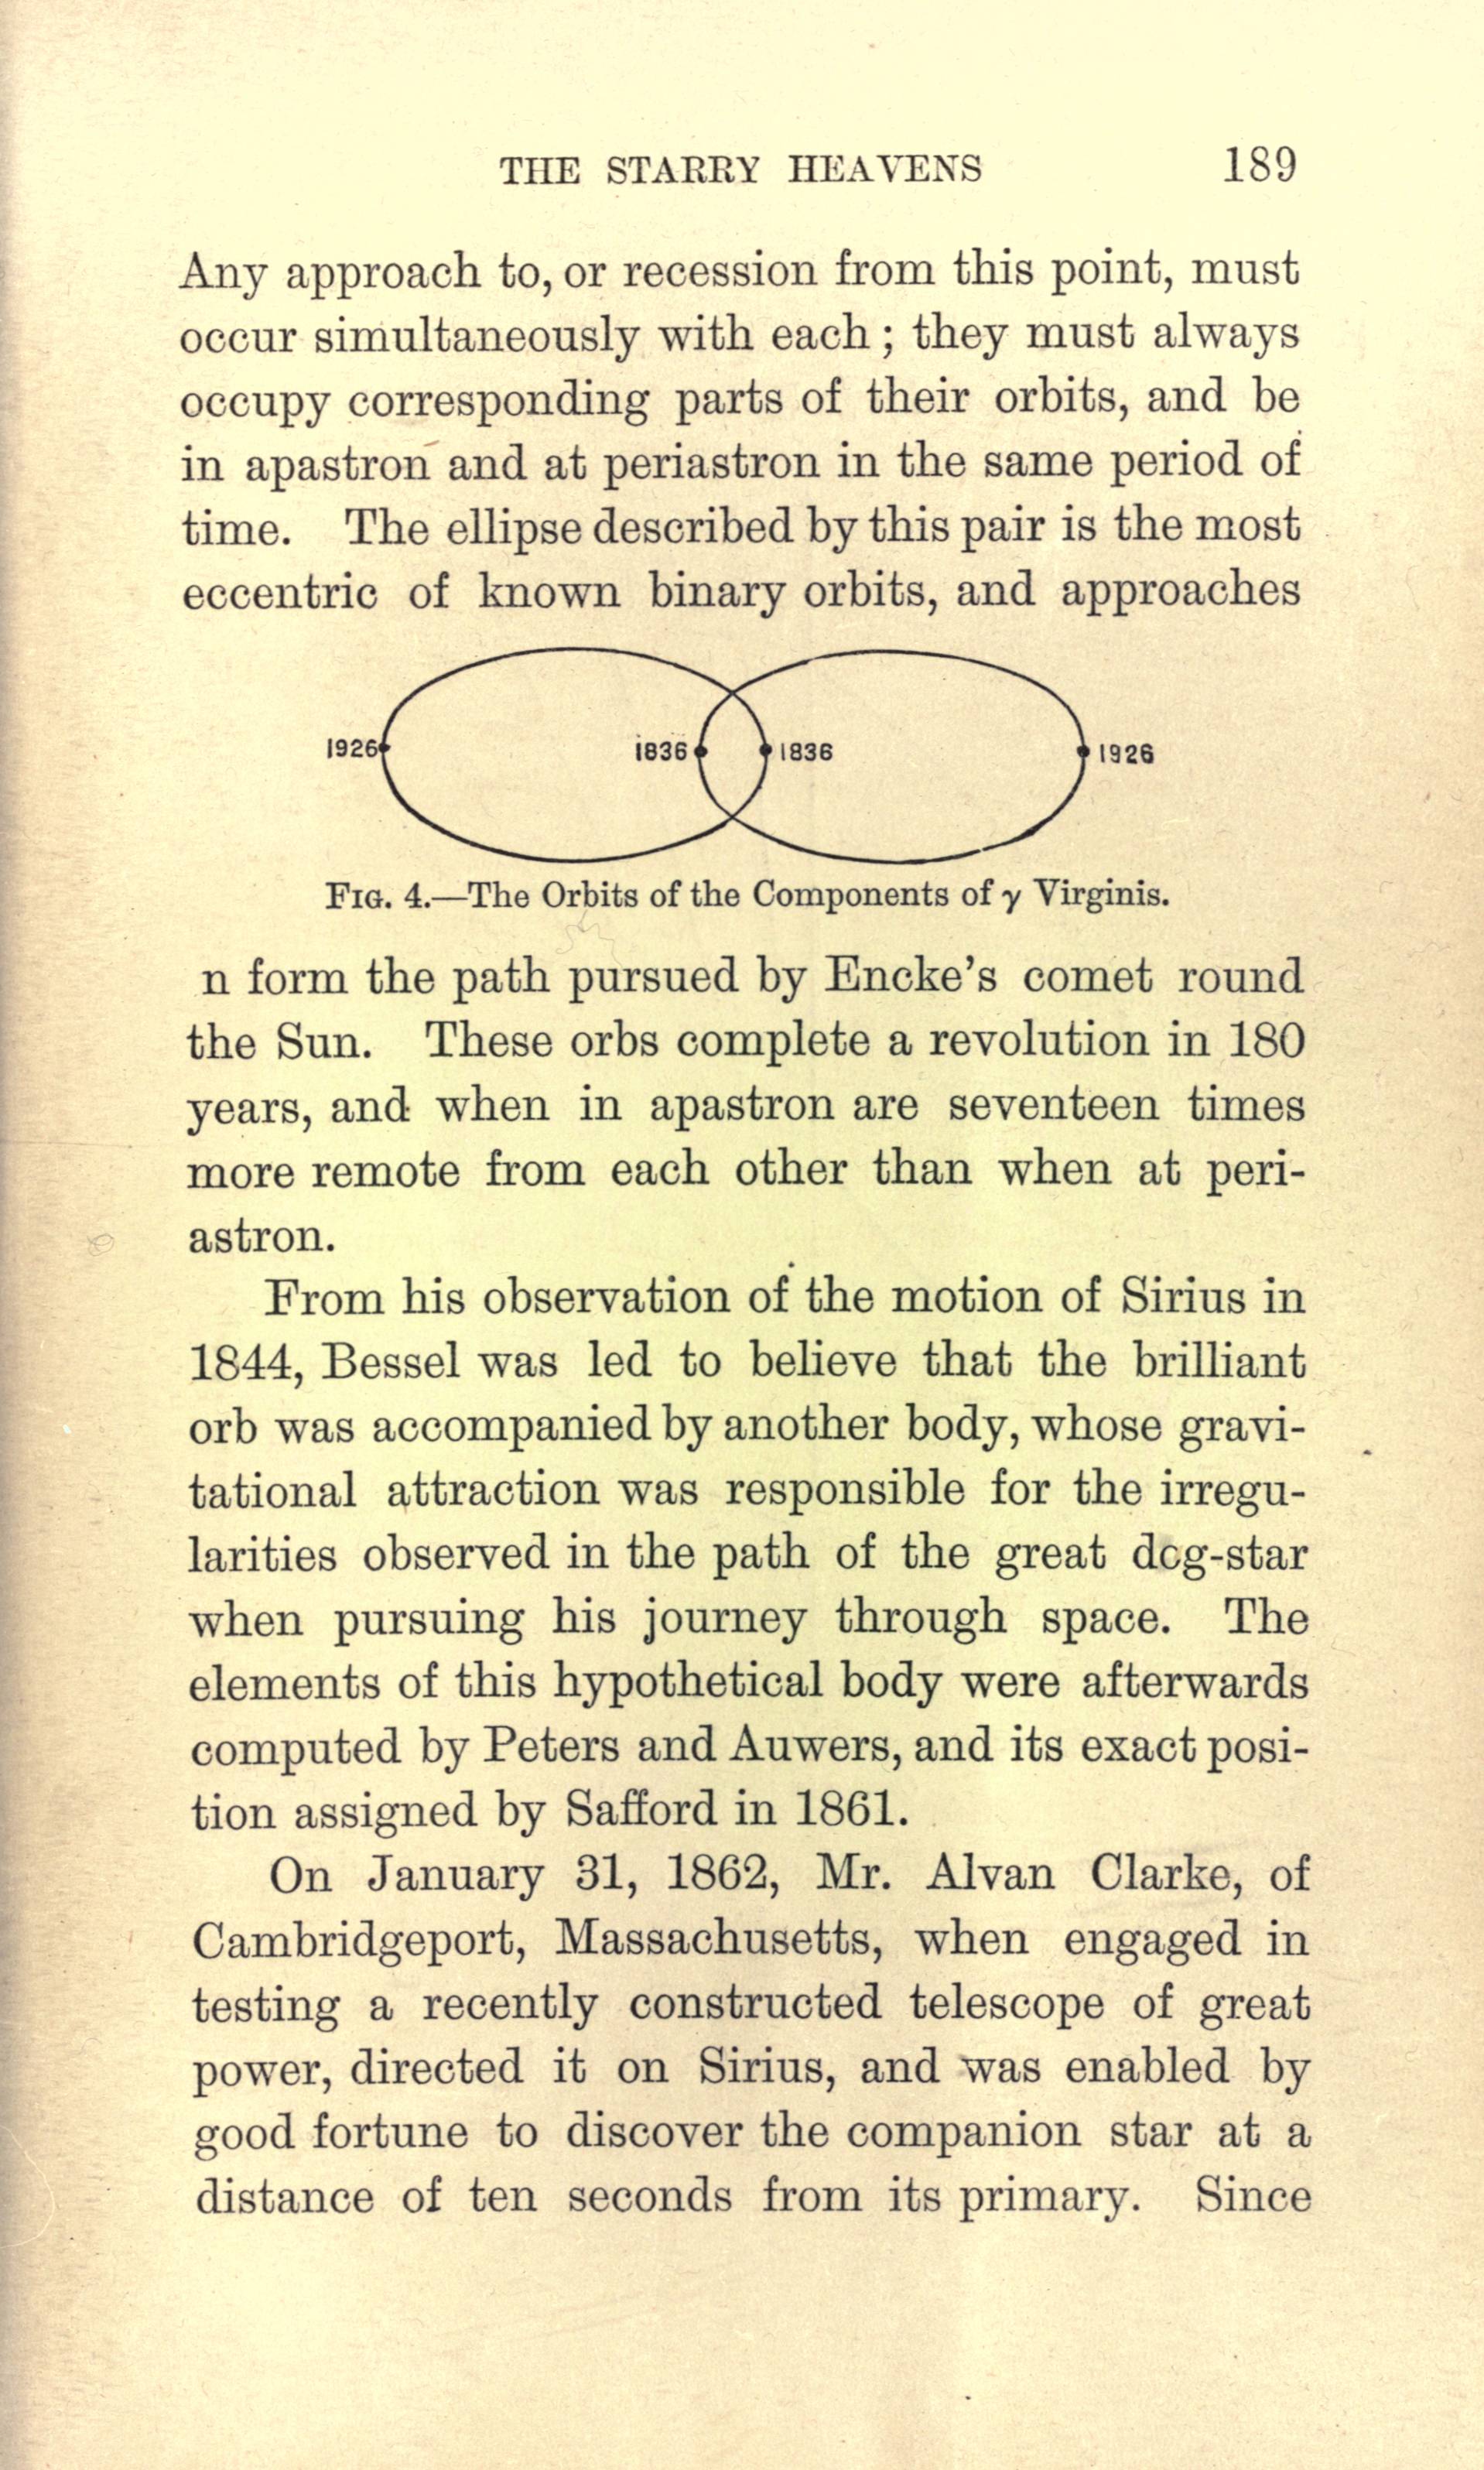 THE STARRY HEAVENS 189
Any approach to, or recession from this point, must
occur simultaneously with each; they must always
occupy corresponding parts of their orbits, and be
in apastron and at periastron in the same period of
time. The ellipse described by this pair is the most
eccentric of known binary orbits, and approaches
1926 1836 1836 1926
FIG. 4.—The Orbits of the Components of γ Virginis.
n form the path pursued by Encke's comet round
the Sun. These orbs complete a revolution in 180
years, and when in apastron are seventeen times
more remote from each other than when at peri-
astron.
From his observation of the motion of Sirius in
1844, Bessel was led to believe that the brilliant
orb was accompanied by another body, whose gravi-
tational attraction was responsible for the irregu-
larities observed in the path of the great dog-star
when pursuing his journey through space. The
elements of this hypothetical body were afterwards
computed by Peters and Auwers, and its exact posi-
tion assigned by Safford in 1861.
On January 31, 1862, Mr. Alvan Clarke, of
Cambridgeport, Massachusetts, when engaged in
testing a recently constructed telescope of great
power, directed it on Sirius, and was enabled by
good fortune to discover the companion star at a
distance of ten seconds from its primary. Since